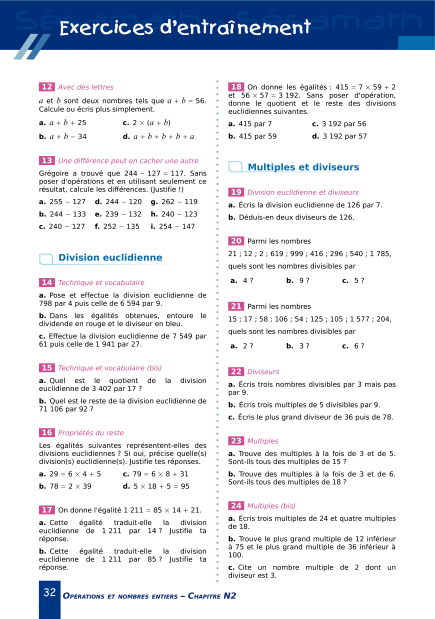 Exercices d'entraînement
12 Avec des lettres
a et b sont deux nombres tels que a + b = 56.
Calcule ou écris plus simplement.
a. a + b + 25 c. 2 × (a + b)
b. a + b − 34 d. a + b + b + b + a
13 Une différence peut en cacher une autre
Grégoire a trouvé que 244 − 127 = 117. Sans
poser d'opérations et en utilisant seulement ce
résultat, calcule les différences. (Justifie !)
a. 255 − 127 d. 244 − 120 g. 262 − 119
b. 244 − 133 e. 239 − 132 h. 240 − 123
c. 240 − 127 f. 252 − 135 i. 254 − 147
Division euclidienne
14 Technique et vocabulaire
a. Pose et effectue la division euclidienne de
798 par 4 puis celle de 6 594 par 9.
b. Dans les égalités obtenues, entoure le
dividende en rouge et le diviseur en bleu.
c. Effectue la division euclidienne de 7 549 par
61 puis celle de 1 941 par 27.
15 Technique et vocabulaire (bis)
a. Quel est le quotient de la division
euclidienne de 3 402 par 17 ?
b. Quel est le reste de la division euclidienne de
71 106 par 92 ?
16 Propriétés du reste
Les égalités suivantes représentent-elles des
divisions euclidiennes ? Si oui, précise quelle(s)
division(s) euclidienne(s). Justifie tes réponses.
a. 29 = 6 × 4 + 5 c. 79 = 6 × 8 + 31
b. 78 = 2 × 39 d. 5 × 18 + 5 = 95
17 On donne l'égalité 1 211 = 85 × 14 + 21.
a. Cette égalité traduit-elle la division
euclidienne de 1 211 par 14 ? Justifie ta
réponse.
b. Cette égalité traduit-elle la division
euclidienne de 1 211 par 85 ? Justifie ta
réponse.
18 On donne les égalités : 415 = 7 × 59 + 2
et 56 × 57 = 3 192. Sans poser d'opération,
donne le quotient et le reste des divisions
euclidiennes suivantes.
a. 415 par 7 c. 3 192 par 56
b. 415 par 59 d. 3 192 par 57
Multiples et diviseurs
19 Division euclidienne et diviseurs
a. Écris la division euclidienne de 126 par 7.
b. Déduis-en deux diviseurs de 126.
20 Parmi les nombres
21 ; 12 ; 2 ; 619 ; 999 ; 416 ; 296 ; 540 ; 1 785,
quels sont les nombres divisibles par
a. 4 ? b. 9 ? c. 5 ?
21 Parmi les nombres
15 ; 17 ; 58 ; 106 ; 54 ; 125 ; 105 ; 1 577 ; 204,
quels sont les nombres divisibles par
a. 2 ? b. 3 ? c. 6 ?
22 Diviseurs
a. Écris trois nombres divisibles par 3 mais pas
par 9.
b. Écris trois multiples de 5 divisibles par 9.
c. Écris le plus grand diviseur de 36 puis de 78.
23 Multiples
a. Trouve des multiples à la fois de 3 et de 5.
Sont-ils tous des multiples de 15 ?
b. Trouve des multiples à la fois de 3 et de 6.
Sont-ils tous des multiples de 18 ?
24 Multiples (bis)
a. Écris trois multiples de 24 et quatre multiples
de 18.
b. Trouve le plus grand multiple de 12 inférieur
à 75 et le plus grand multiple de 36 inférieur à
100.
c. Cite un nombre multiple de 2 dont un
diviseur est 3.
32 OPÉRATIONS ET NOMBRES ENTIERS – CHAPITRE N2